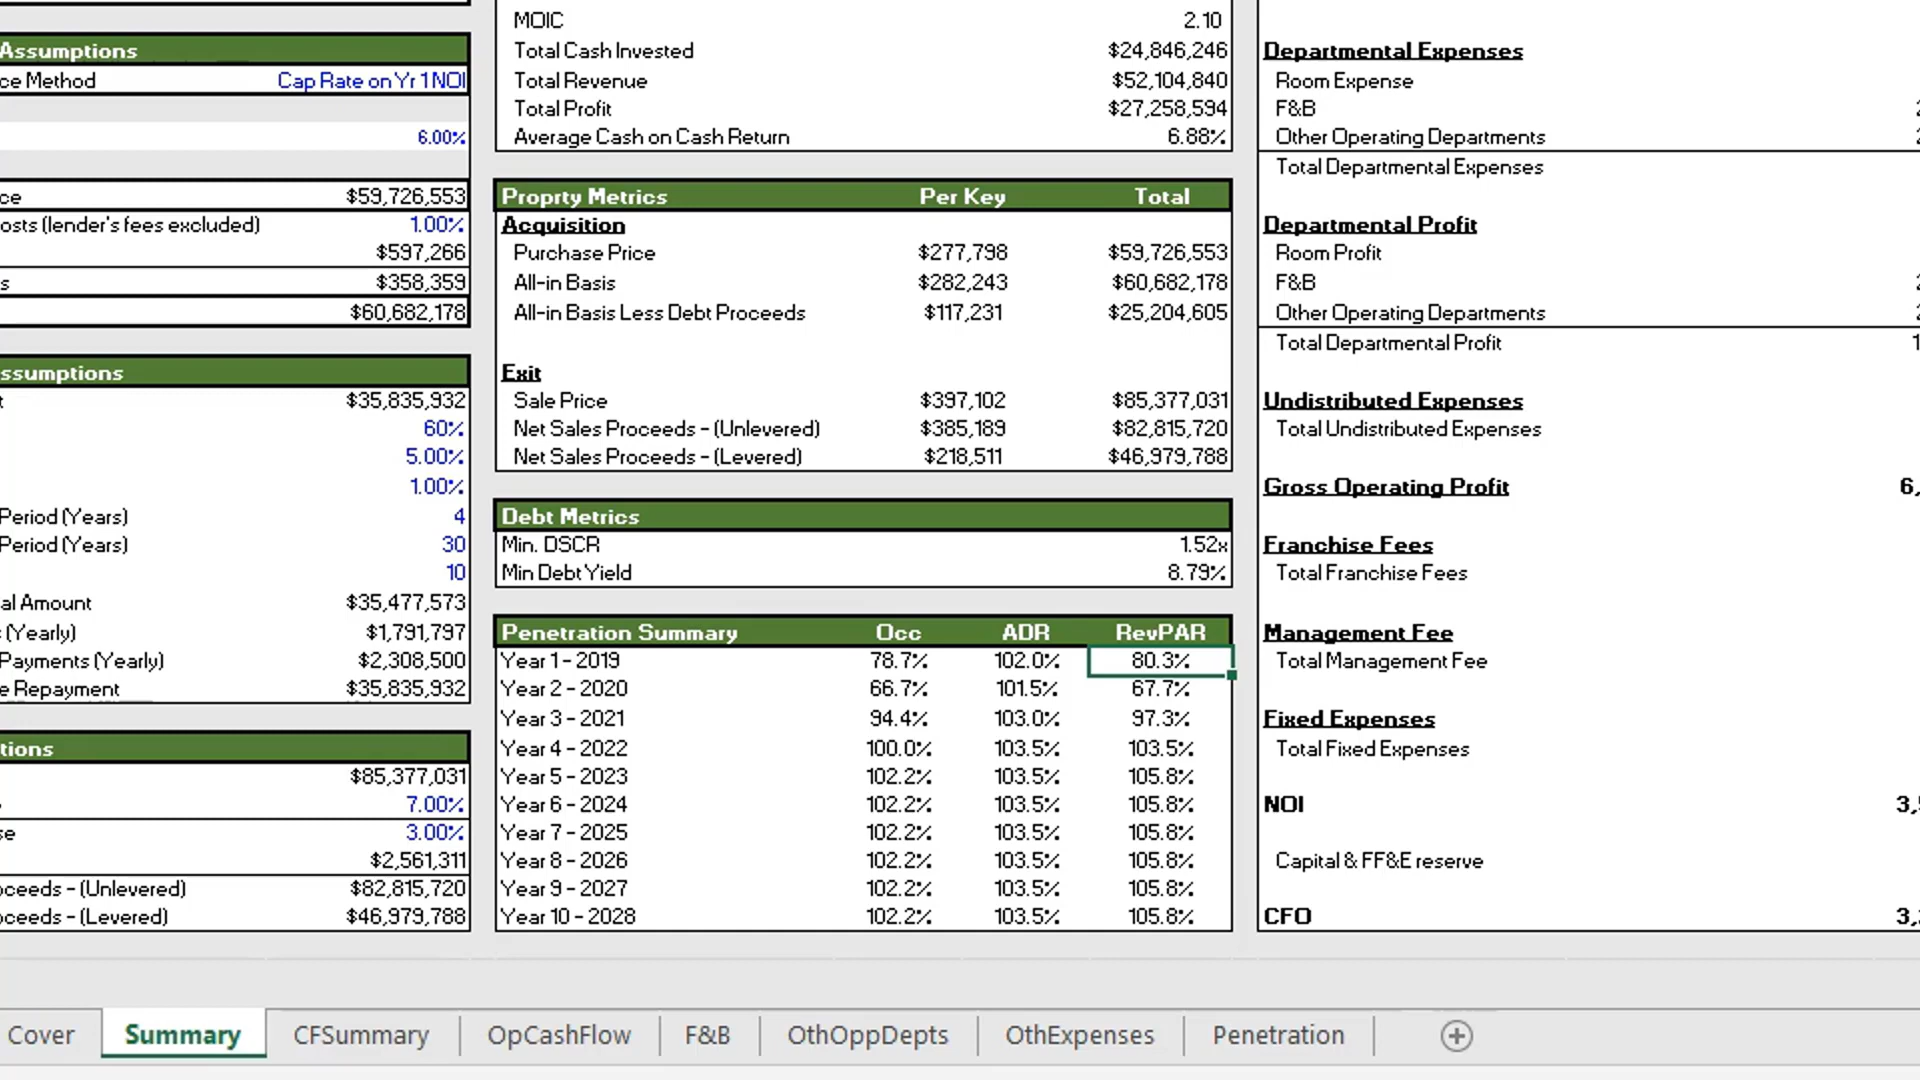 Assumptions
ce Method Cap Rate on Yr 1 NOI
6.00%
ce $59,726,553
osts (lender's fees excluded) 1.00%
$597,266
s $358,359
$60,682,178
ssumptions
t $35,835,932
60%
5.00%
1.00%
Period (Years) 4
Period (Years) 30
10
al Amount $35,477,573
(Yearly) $1,791,797
Payments (Yearly) $2,308,500
e Repayment $35,835,932
tions
$85,377,031
7.00%
se 3.00%
$2,561,311
oceeds - (Unlevered) $82,815,720
oceeds - (Levered) $46,979,788
MOIC 2.10
Total Cash Invested $24,846,246
Total Revenue $52,104,840
Total Profit $27,258,594
Average Cash on Cash Return 6.88%
Proprty Metrics Per Key Total
Acquisition
Purchase Price $277,798 $59,726,553
All-in Basis $282,243 $60,682,178
All-in Basis Less Debt Proceeds $117,231 $25,204,605
Exit
Sale Price $397,102 $85,377,031
Net Sales Proceeds - (Unlevered) $385,189 $82,815,720
Net Sales Proceeds - (Levered) $218,511 $46,979,788
Debt Metrics
Min. DSCR 1.52x
Min Debt Yield 8.79%
Penetration Summary Occ ADR RevPAR
Year 1 - 2019 78.7% 102.0% 80.3%
Year 2 - 2020 66.7% 101.5% 67.7%
Year 3 - 2021 94.4% 103.0% 97.3%
Year 4 - 2022 100.0% 103.5% 103.5%
Year 5 - 2023 102.2% 103.5% 105.8%
Year 6 - 2024 102.2% 103.5% 105.8%
Year 7 - 2025 102.2% 103.5% 105.8%
Year 8 - 2026 102.2% 103.5% 105.8%
Year 9 - 2027 102.2% 103.5% 105.8%
Year 10 - 2028 102.2% 103.5% 105.8%
Departmental Expenses
Room Expense
F&B
Other Operating Departments
Total Departmental Expenses
Departmental Profit
Room Profit
F&B
Other Operating Departments
Total Departmental Profit 1
Undistributed Expenses
Total Undistributed Expenses
Gross Operating Profit 6,
Franchise Fees
Total Franchise Fees
Management Fee
Total Management Fee
Fixed Expenses
Total Fixed Expenses
NOI 3,
Capital & FF&E reserve
CFO 3,
Cover Summary CFSummary OpCashFlow F&B OthOppDepts OthExpenses Penetration